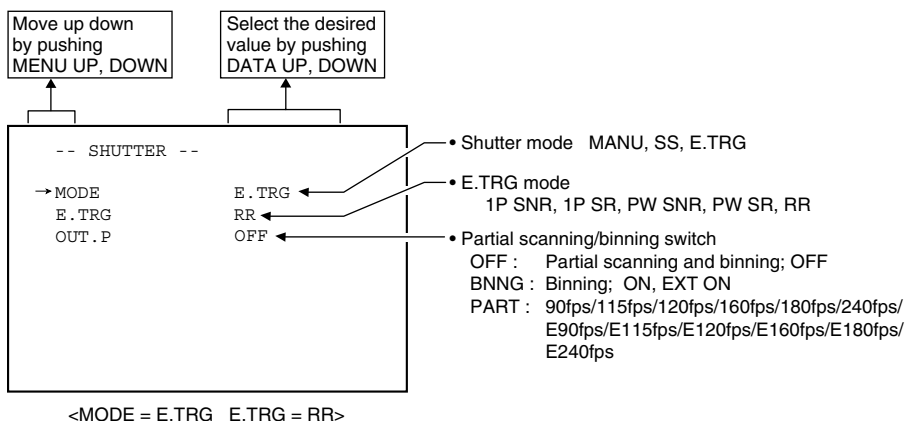 Move up down
by pushing
MENU UP, DOWN
Select the desired
value by pushing
DATA UP, DOWN
-- SHUTTER --
→MODE E.TRG
E.TRG RR
OUT.P OFF
• Shutter mode MANU, SS, E.TRG
• E.TRG mode
1P SNR, 1P SR, PW SNR, PW SR, RR
• Partial scanning/binning switch
OFF : Partial scanning and binning; OFF
BNNG : Binning; ON, EXT ON
PART : 90fps/115fps/120fps/160fps/180fps/240fps/
E90fps/E115fps/E120fps/E160fps/E180fps/
E240fps
<MODE = E.TRG E.TRG = RR>